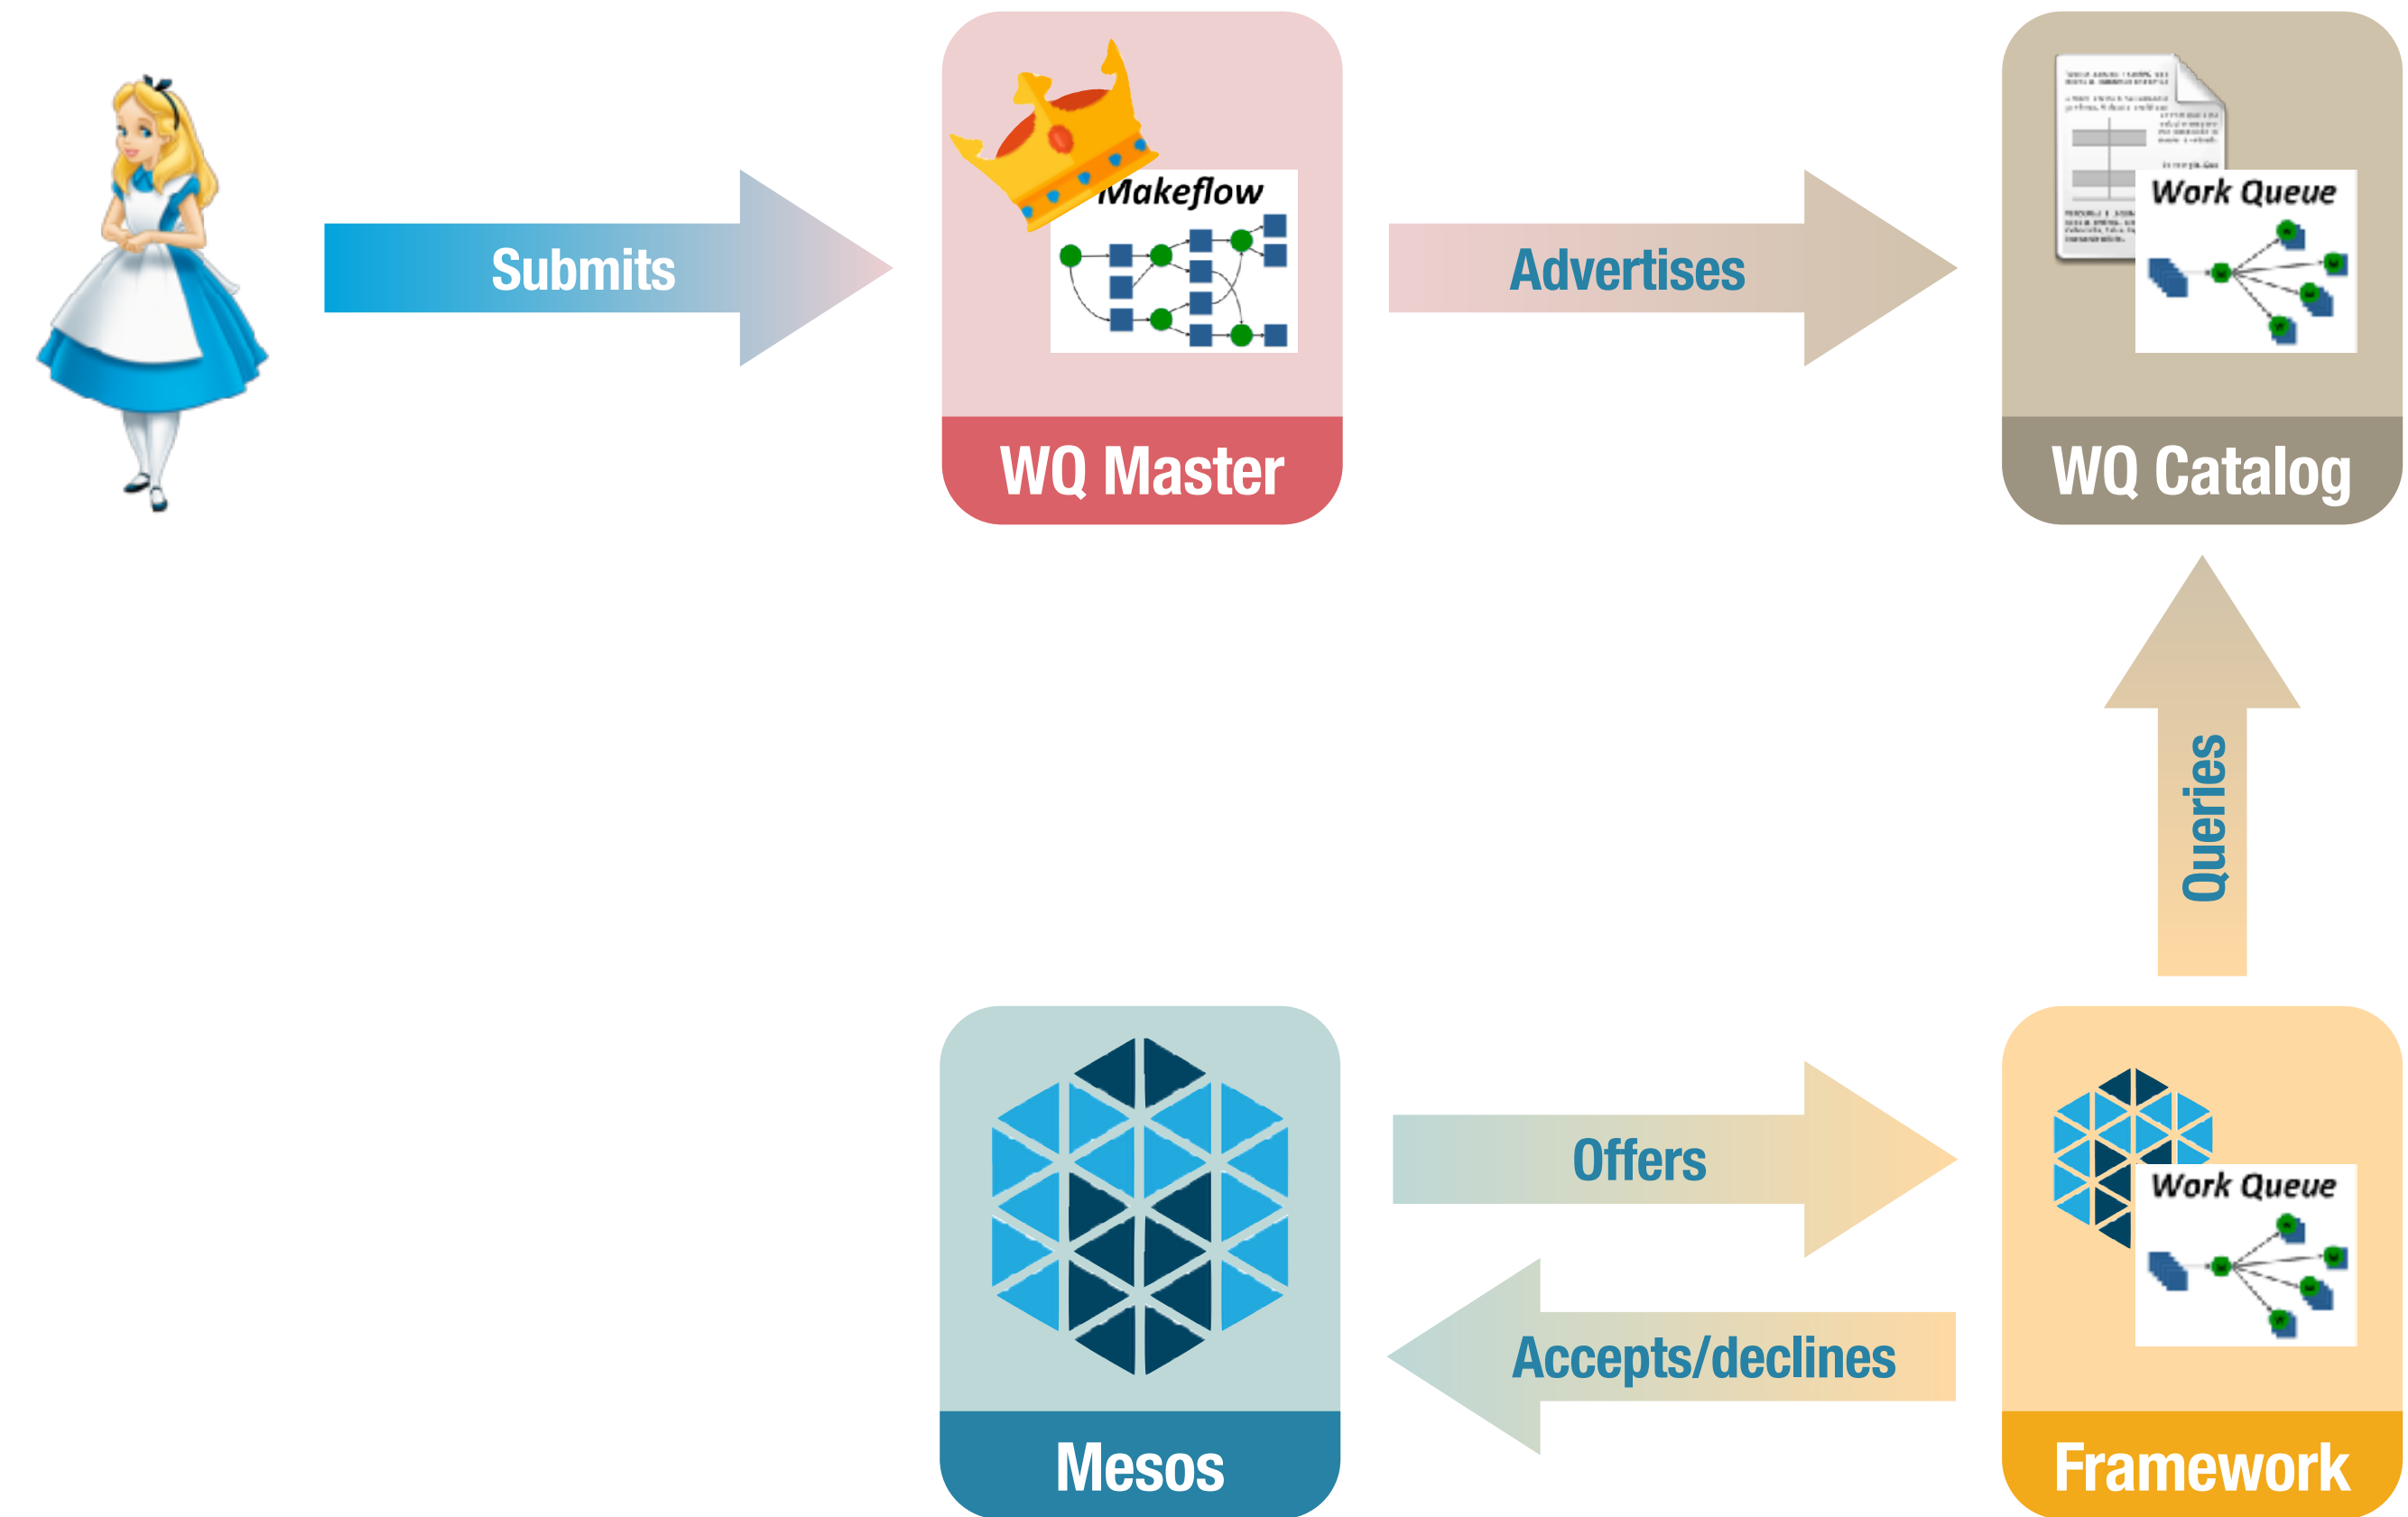 Submits
Makeflow
WQ Master
Advertises
Work Queue
WQ Catalog
Queries
Offers
Accepts/declines
Mesos
Work Queue
Framework